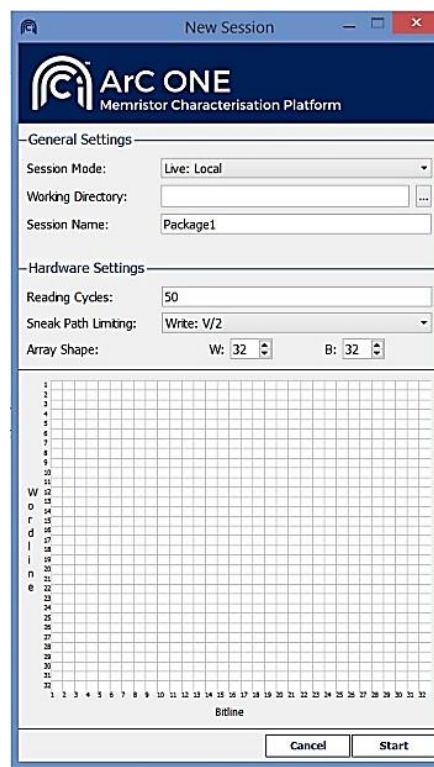 New Session
ArC ONE
Memristor Characterisation Platform
General Settings
Session Mode: Live: Local
Working Directory: ...
Session Name: Package1
Hardware Settings
Reading Cycles: 50
Sneak Path Limiting: Write: V/2
Array Shape: W: 32 B: 32
1
2
3
4
5
6
7
8
9
10
11
12
13
14
15
16
17
18
19
20
21
22
23
24
25
26
27
28
29
30
31
32
Wordline
1 2 3 4 5 6 7 8 9 10 11 12 13 14 15 16 17 18 19 20 21 22 23 24 25 26 27 28 29 30 31 32
Bitline
Cancel Start